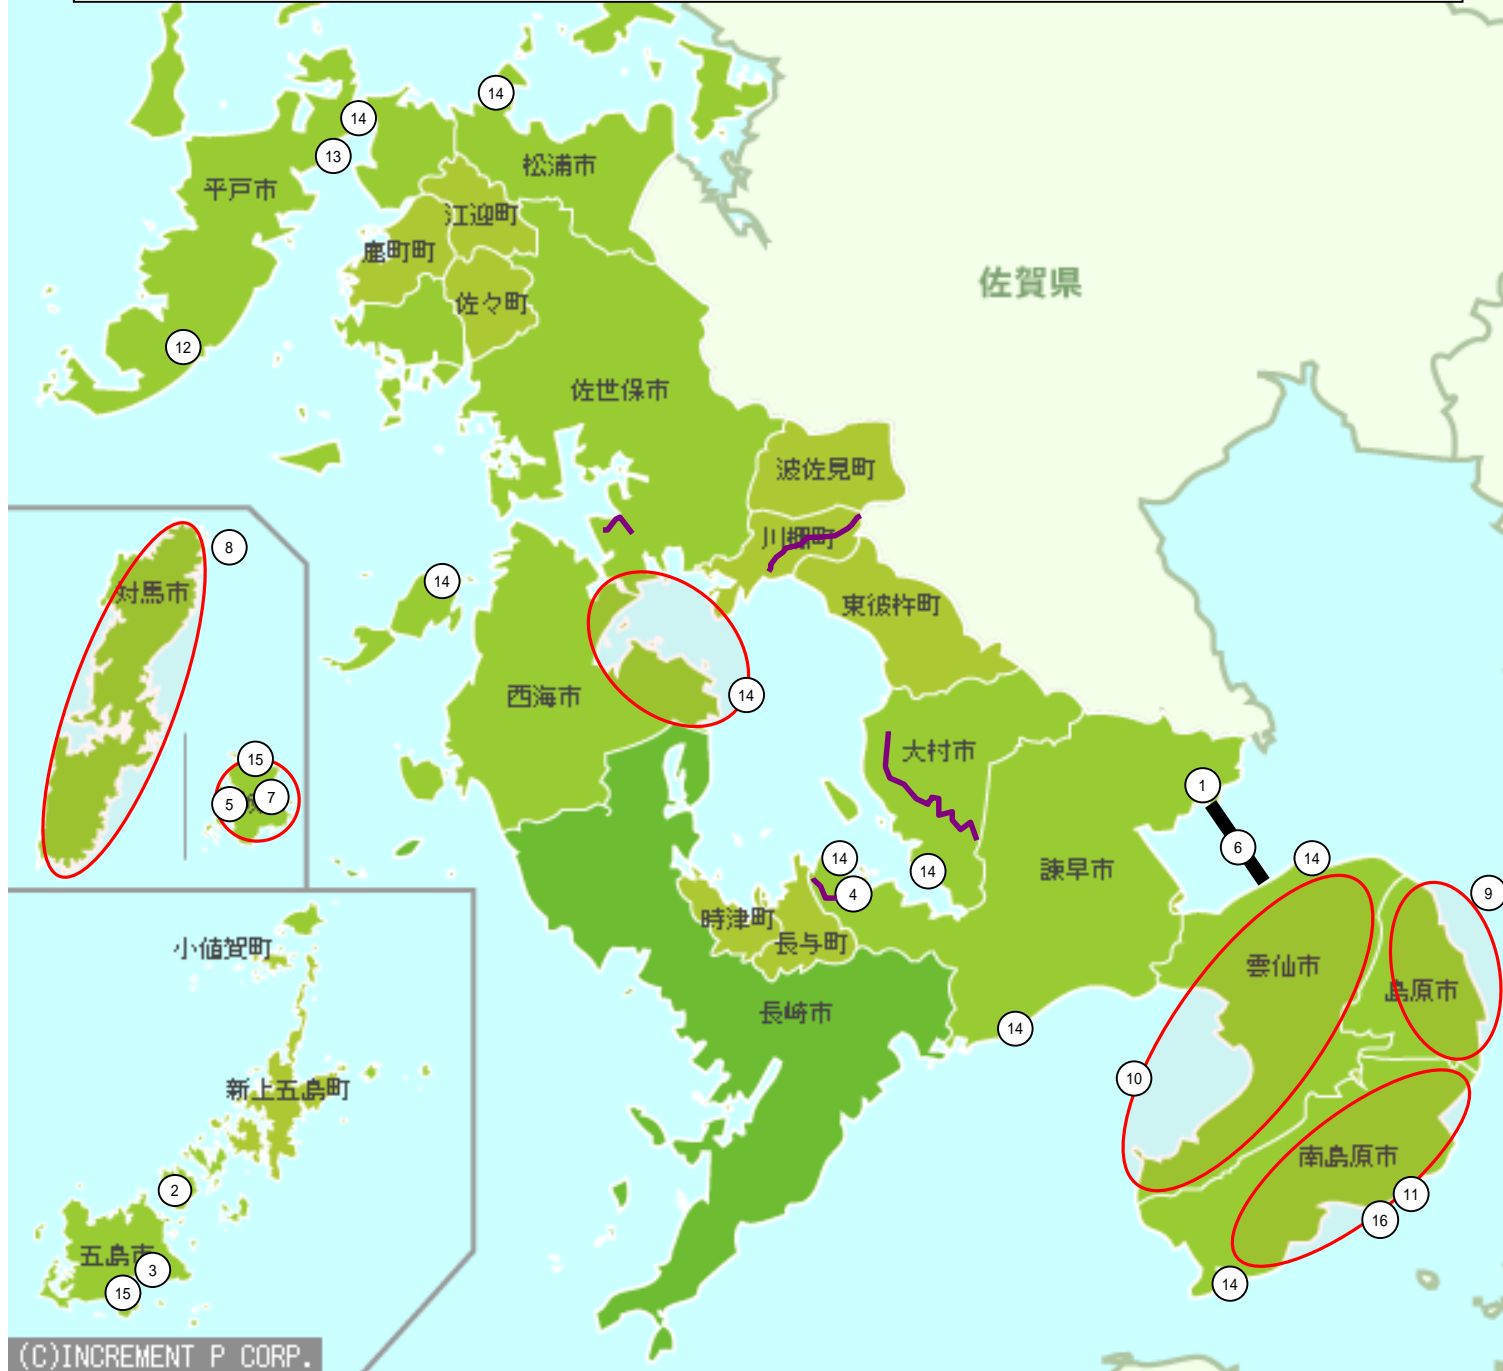 14
14
13
松浦市
平戸市
江迎町
鹿町町
佐賀県
佐々町
12
佐世保市
波佐見町
川棚町
8
対馬市
14
東彼杵町
西海市
14
大村市
15
5
7
1
6
14
14
14
4
諫早市
9
時津町
長与町
小値賀町
雲仙市
島原市
長崎市
14
10
新上五島町
南島原市
2
11
16
五島市
3
15
14
(C)INCREMENT P CORP.